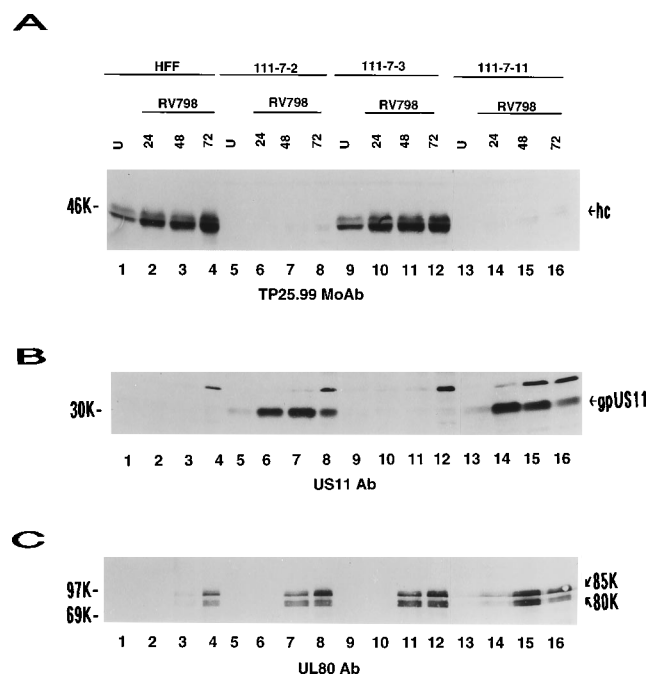 A
HFF 111-7-2 111-7-3 111-7-11
RV798 RV798 RV798 RV798
U 24 48 72 U 24 48 72 U 24 48 72 U 24 48 72
46K-
←hc
1 2 3 4 5 6 7 8 9 10 11 12 13 14 15 16
TP25.99 MoAb
B
30K-
←gpUS11
1 2 3 4 5 6 7 8 9 10 11 12 13 14 15 16
US11 Ab
C
97K-
69K-
↙85K
↖80K
1 2 3 4 5 6 7 8 9 10 11 12 13 14 15 16
UL80 Ab